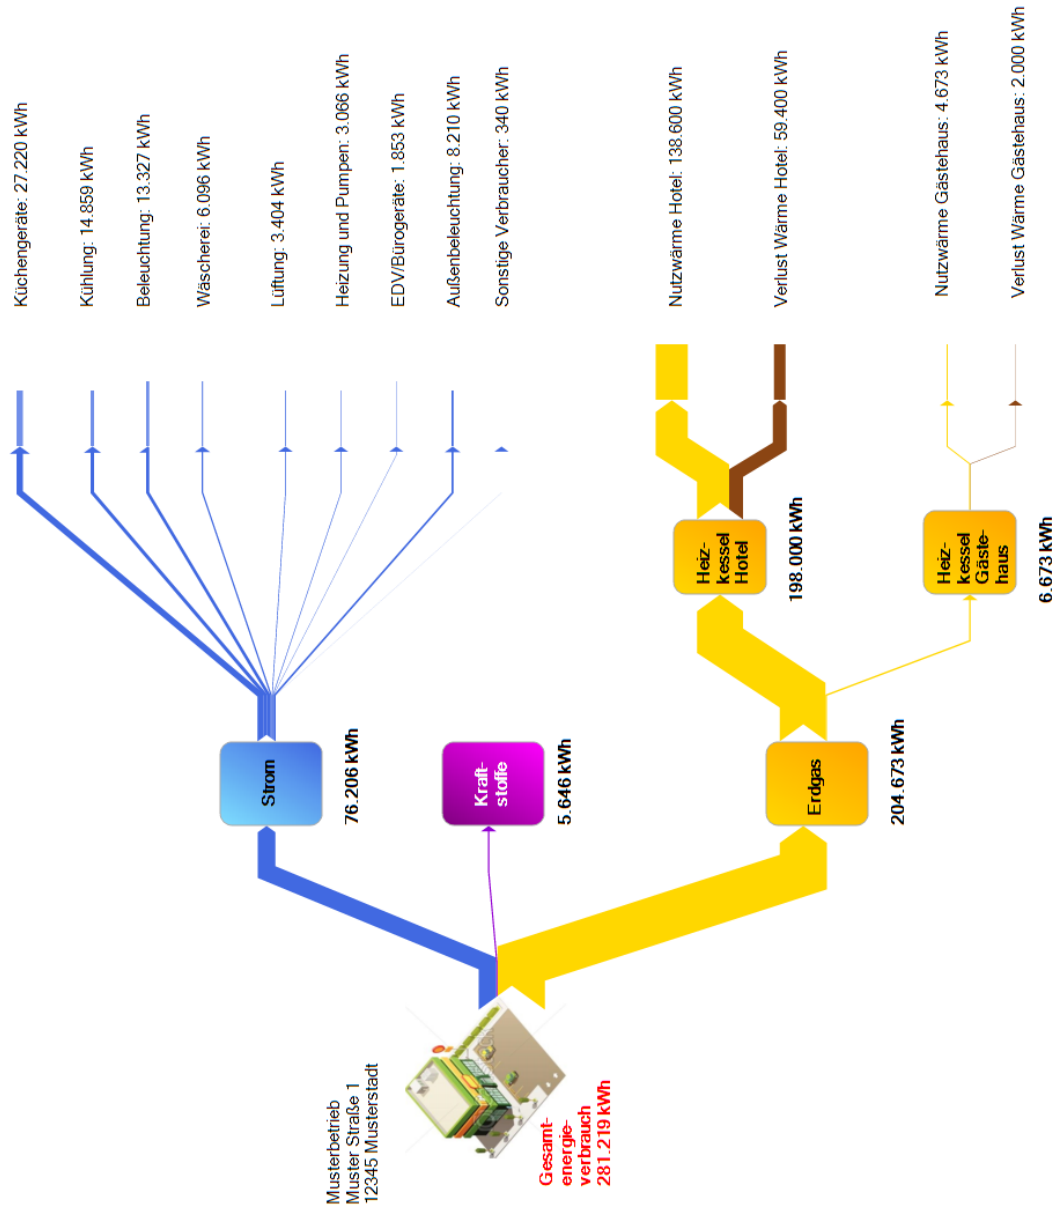 Musterbetrieb
Muster Straße 1
12345 Musterstadt
Gesamt-
energie-
verbrauch
281.219 kWh
Strom
76.206 kWh
Kraft-
stoffe
5.646 kWh
Erdgas
204.673 kWh
Heiz-
kessel
Hotel
198.000 kWh
Heiz-
kessel
Gäste-
haus
6.673 kWh
Küchengeräte: 27.220 kWh
Kühlung: 14.859 kWh
Beleuchtung: 13.327 kWh
Wäscherei: 6.096 kWh
Lüftung: 3.404 kWh
Heizung und Pumpen: 3.066 kWh
EDV/Bürogeräte: 1.853 kWh
Außenbeleuchtung: 8.210 kWh
Sonstige Verbraucher: 340 kWh
Nutzwärme Hotel: 138.600 kWh
Verlust Wärme Hotel: 59.400 kWh
Nutzwärme Gästehaus: 4.673 kWh
Verlust Wärme Gästehaus: 2.000 kWh